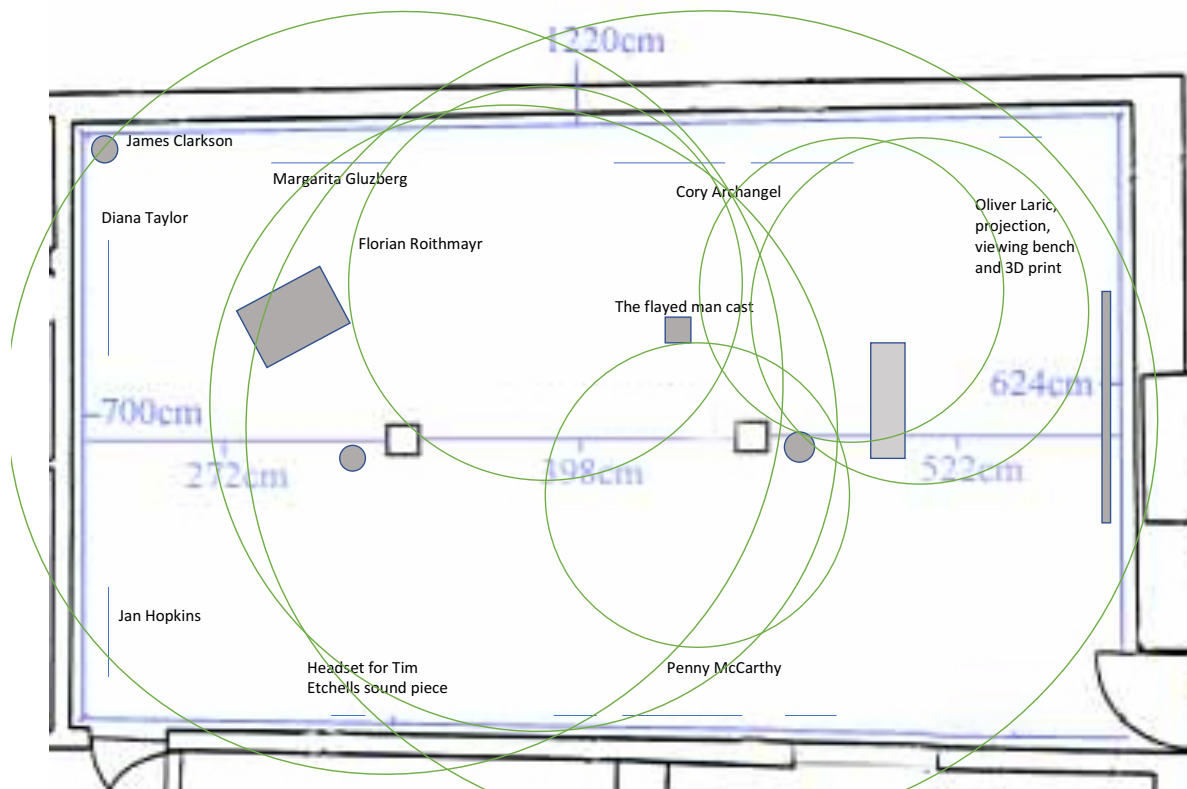 1220cm
James Clarkson
Margarita Gluzberg
Cory Archangel
Diana Taylor
Oliver Laric,
projection,
viewing bench
and 3D print
Florian Roithmayr
The flayed man cast
700cm
624cm
272cm
398cm
522cm
Jan Hopkins
Headset for Tim
Etchells sound piece
Penny McCarthy